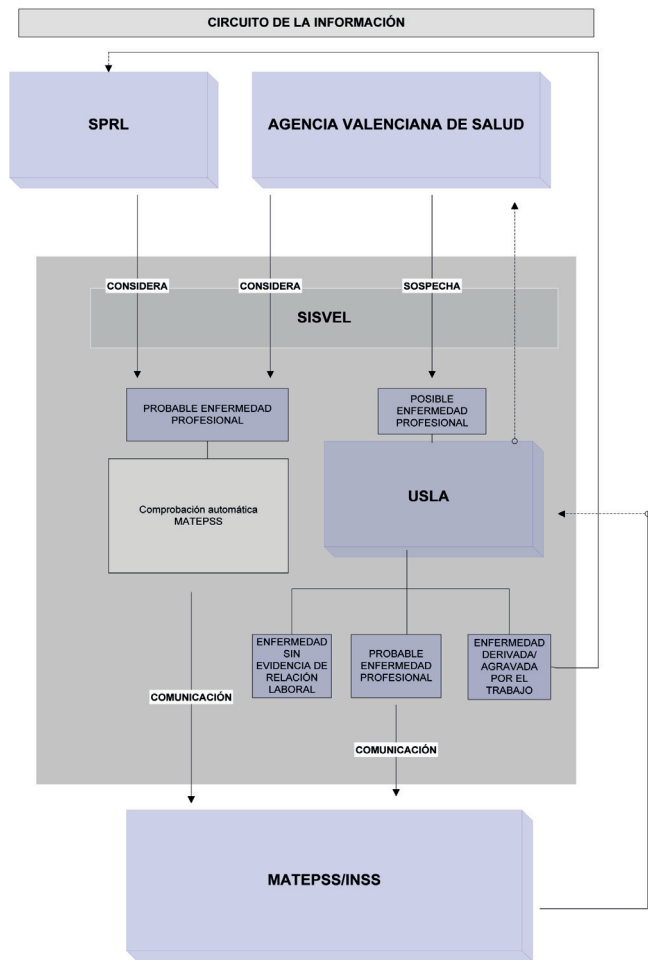 CIRCUITO DE LA INFORMACIÓN
SPRL
AGENCIA VALENCIANA DE SALUD
CONSIDERA
CONSIDERA
SOSPECHA
SISVEL
PROBABLE ENFERMEDAD
PROFESIONAL
POSIBLE
ENFERMEDAD
PROFESIONAL
Comprobación automática
MATEPSS
USLA
ENFERMEDAD
SIN
EVIDENCIA DE
RELACIÓN
LABORAL
PROBABLE
ENFERMEDAD
PROFESIONAL
ENFERMEDAD
DERIVADA/
AGRAVADA
POR EL
TRABAJO
COMUNICACIÓN
COMUNICACIÓN
MATEPSS/INSS